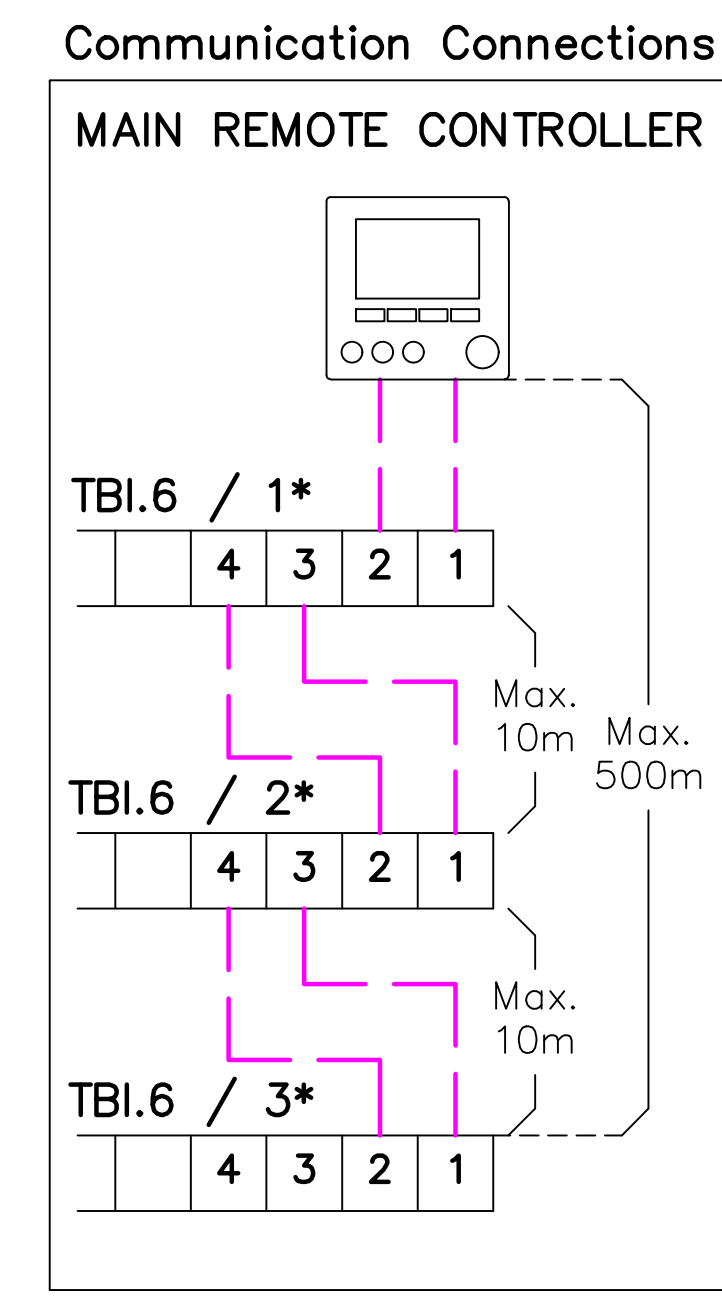 Communication Connections
MAIN REMOTE CONTROLLER
TBI.6 / 1*
4 3 2 1
Max.
10m
Max.
500m
TBI.6 / 2*
4 3 2 1
Max.
10m
TBI.6 / 3*
4 3 2 1